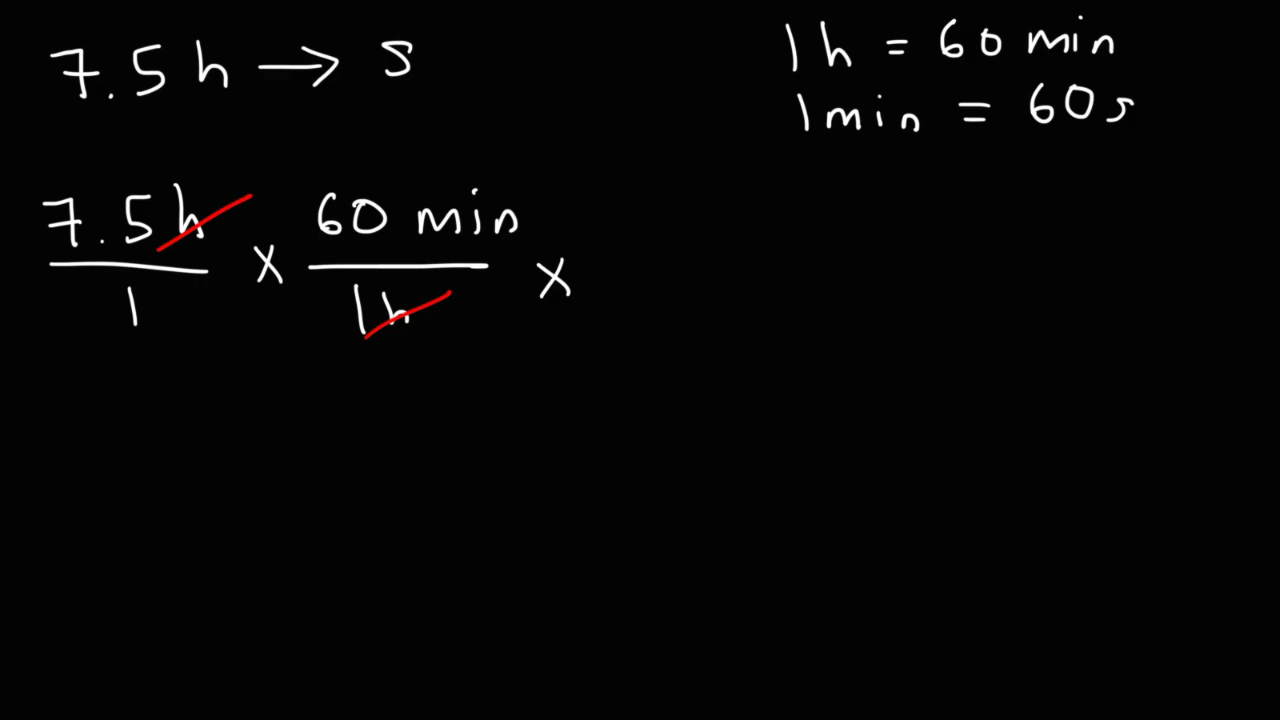 7.5 h → s
1 h = 60 min
1 min = 60 s
7.5 h / 1 × 60 min / 1 h ×